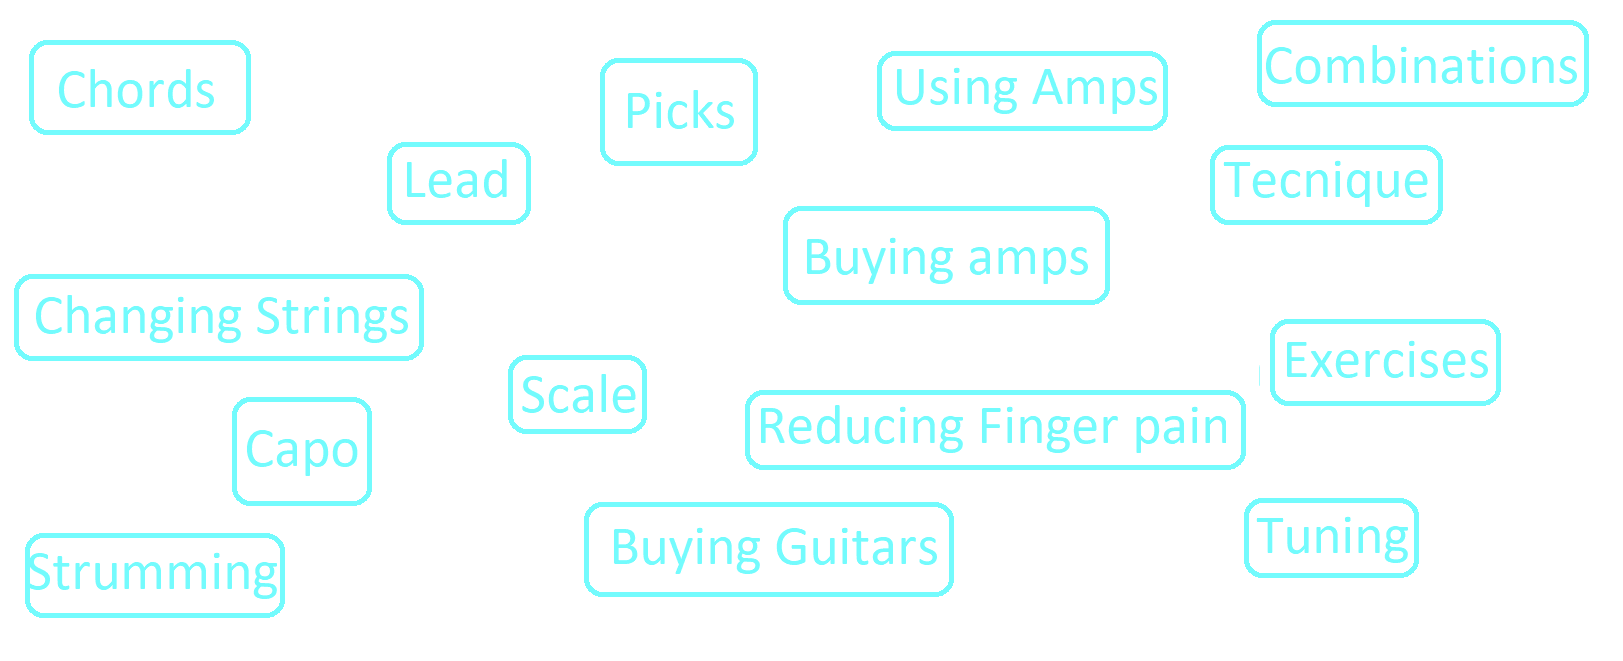 Chords
Picks
Using Amps
Combinations
Lead
Tecnique
Buying amps
Changing Strings
Scale
Reducing Finger pain
Exercises
Capo
Strumming
Buying Guitars
Tuning